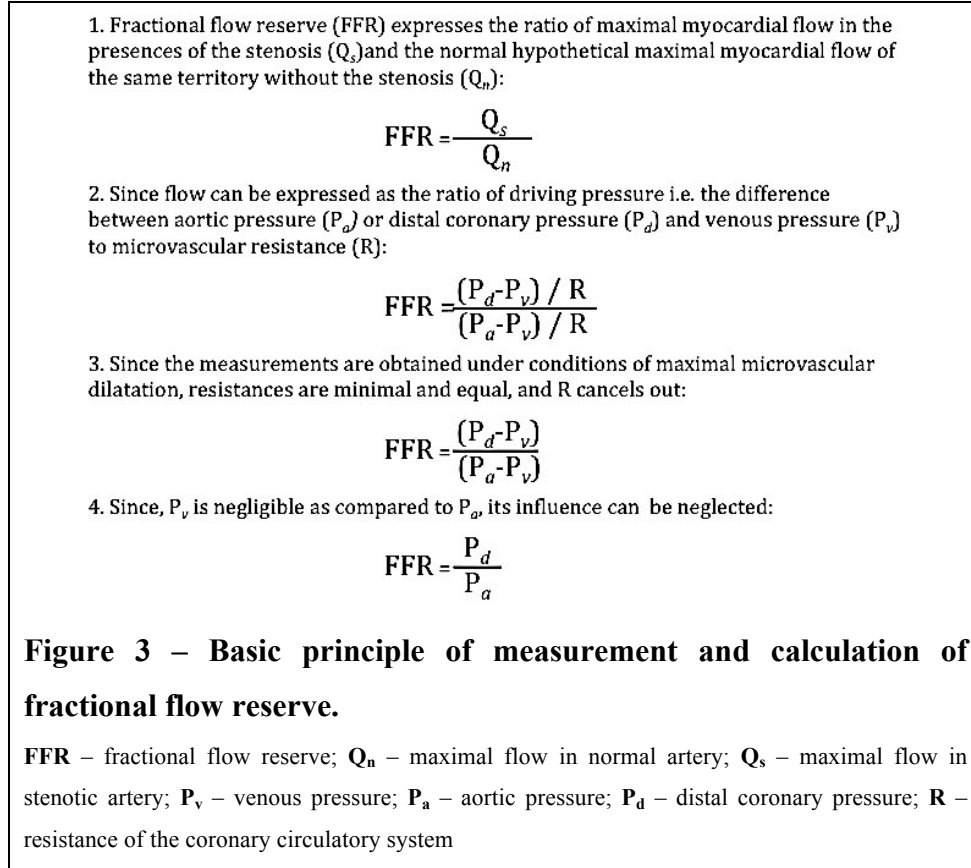 1. Fractional flow reserve (FFR) expresses the ratio of maximal myocardial flow in the
presences of the stenosis (Qs)and the normal hypothetical maximal myocardial flow of
the same territory without the stenosis (Qn):
FFR = Qs / Qn
2. Since flow can be expressed as the ratio of driving pressure i.e. the difference
between aortic pressure (Pa) or distal coronary pressure (Pd) and venous pressure (Pv)
to microvascular resistance (R):
FFR = (Pd-Pv) / R
(Pa-Pv) / R
3. Since the measurements are obtained under conditions of maximal microvascular
dilatation, resistances are minimal and equal, and R cancels out:
FFR = (Pd-Pv)
(Pa-Pv)
4. Since, Pv is negligible as compared to Pa, its influence can be neglected:
FFR = Pd
Pa
Figure 3 – Basic principle of measurement and calculation of
fractional flow reserve.
FFR – fractional flow reserve; Qn – maximal flow in normal artery; Qs – maximal flow in
stenotic artery; Pv – venous pressure; Pa – aortic pressure; Pd – distal coronary pressure; R –
resistance of the coronary circulatory system